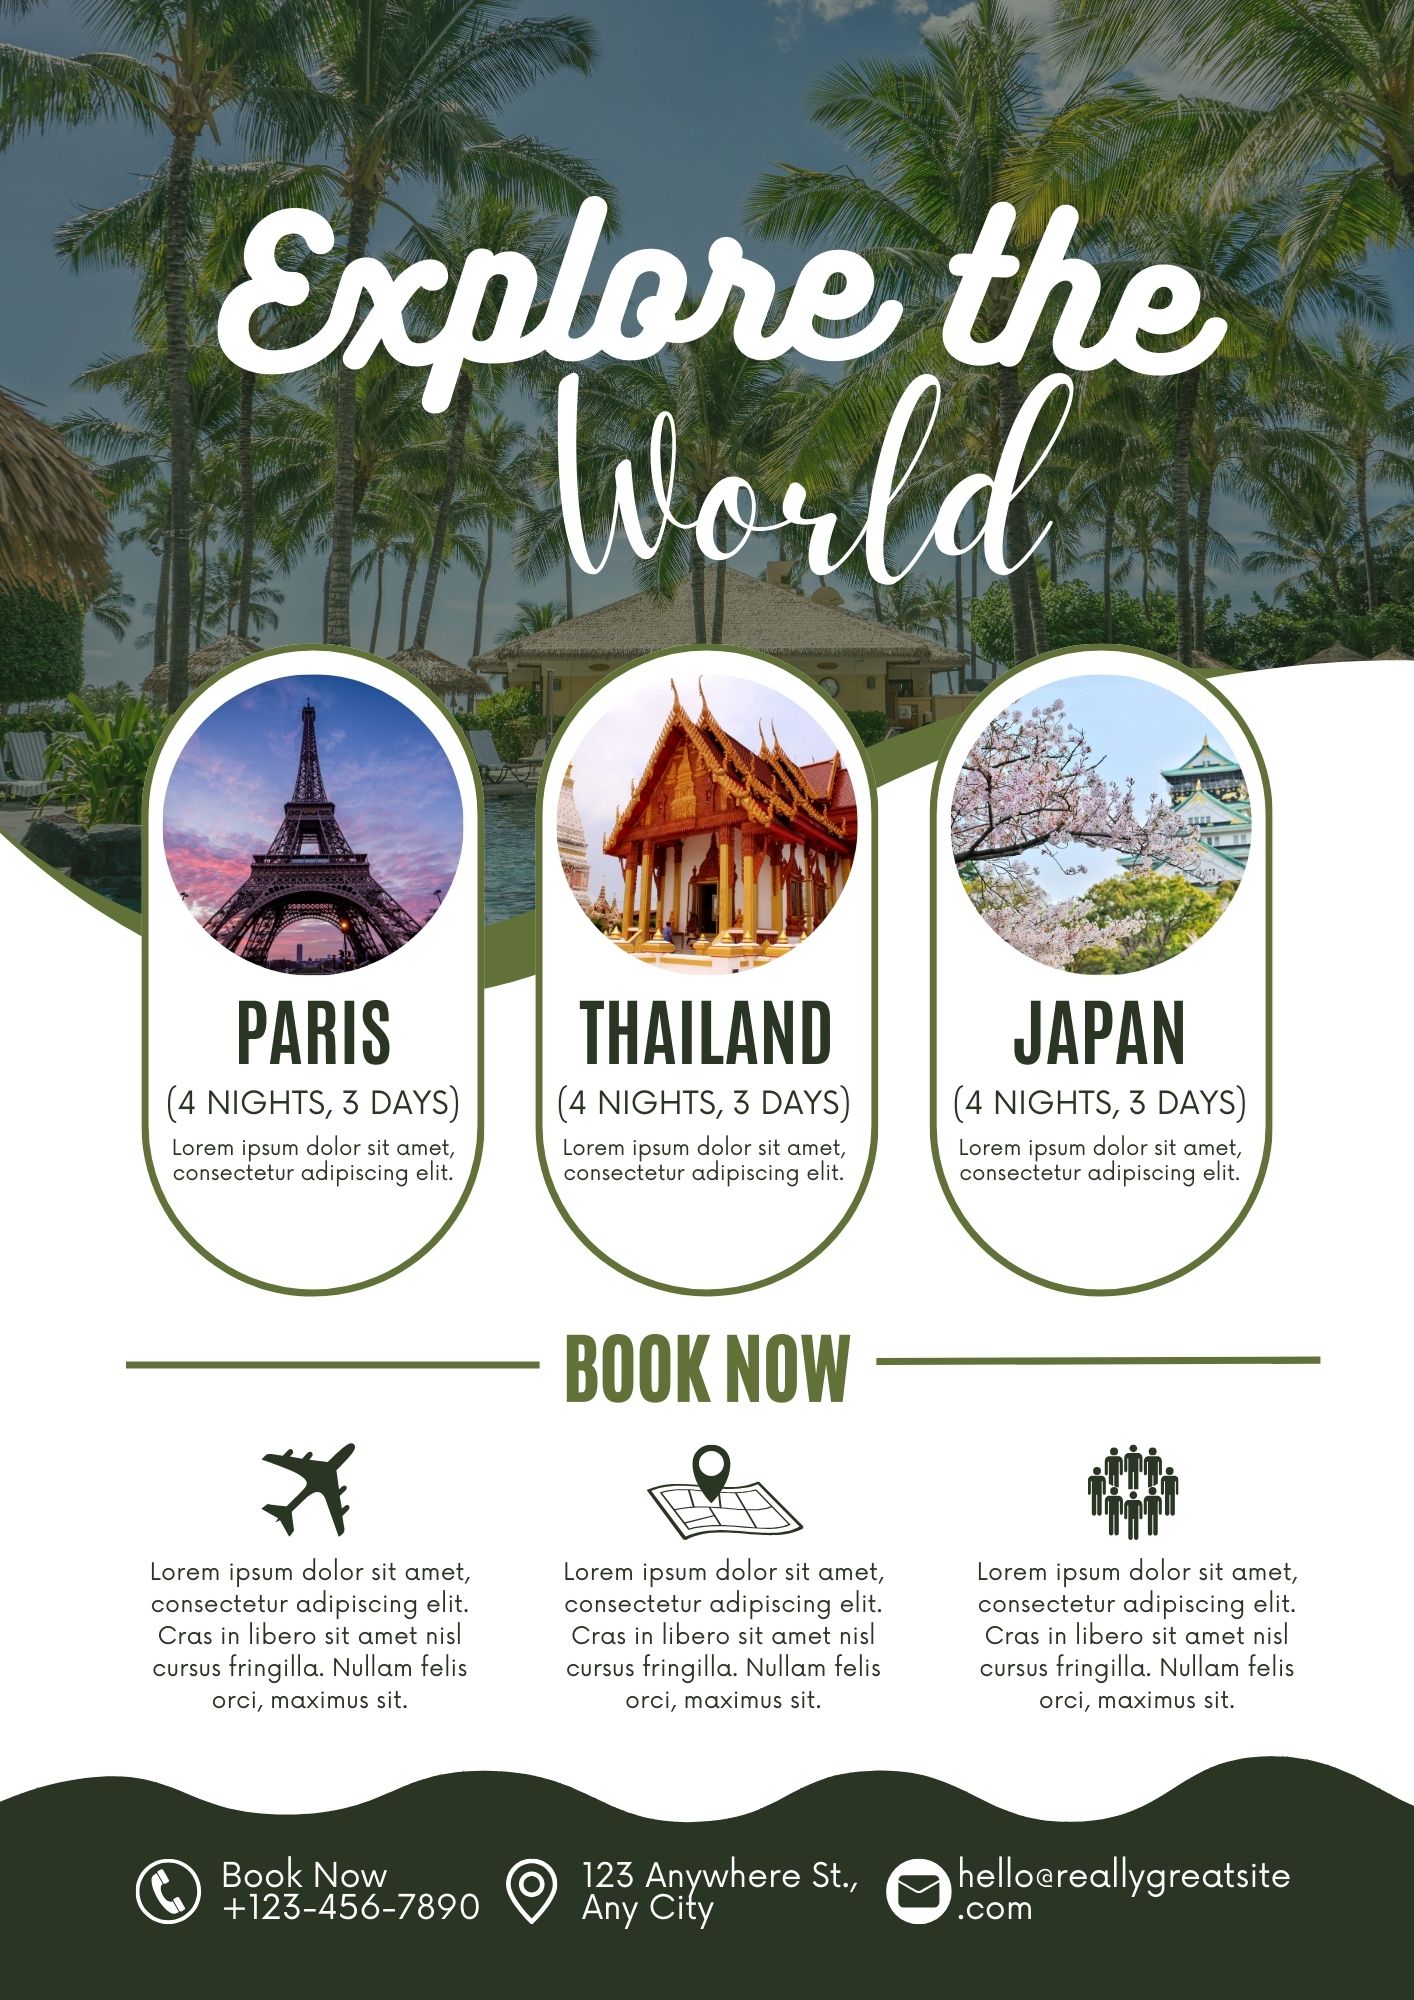 Explore the
World
PARIS
(4 NIGHTS, 3 DAYS)
Lorem ipsum dolor sit amet,
consectetur adipiscing elit.
THAILAND
(4 NIGHTS, 3 DAYS)
Lorem ipsum dolor sit amet,
consectetur adipiscing elit.
JAPAN
(4 NIGHTS, 3 DAYS)
Lorem ipsum dolor sit amet,
consectetur adipiscing elit.
BOOK NOW
Lorem ipsum dolor sit amet,
consectetur adipiscing elit.
Cras in libero sit amet nisl
cursus fringilla. Nullam felis
orci, maximus sit.
Lorem ipsum dolor sit amet,
consectetur adipiscing elit.
Cras in libero sit amet nisl
cursus fringilla. Nullam felis
orci, maximus sit.
Lorem ipsum dolor sit amet,
consectetur adipiscing elit.
Cras in libero sit amet nisl
cursus fringilla. Nullam felis
orci, maximus sit.
Book Now
+123-456-7890
123 Anywhere St.,
Any City
hello@reallygreatsite
.com